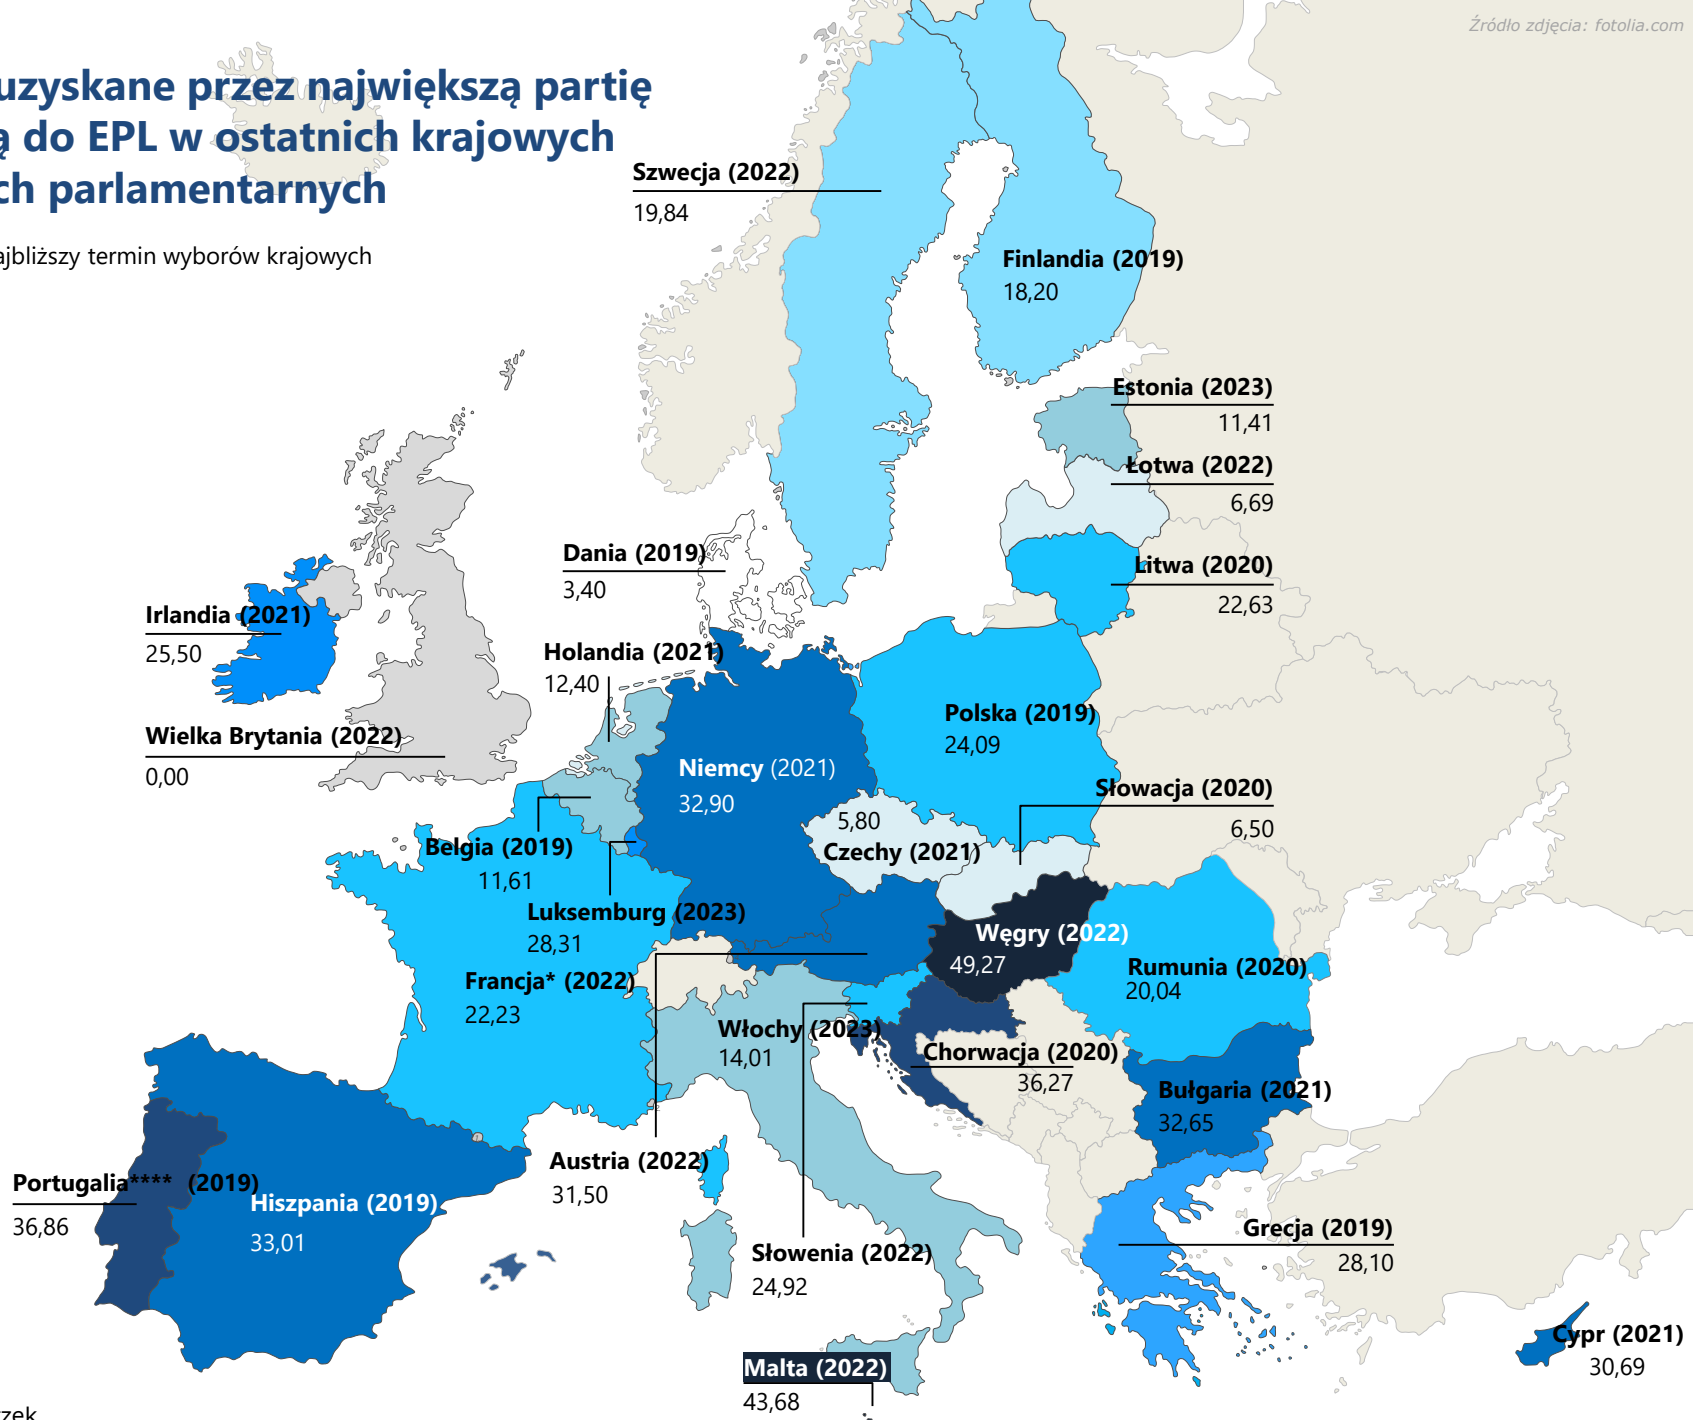 Źródło zdjęcia: fotolia.com
uzyskane przez największą partię
ą do EPL w ostatnich krajowych
ch parlamentarnych
ajbliższy termin wyborów krajowych
Szwecja (2022)
19,84
Finlandia (2019)
18,20
Estonia (2023)
11,41
Łotwa (2022)
6,69
Dania (2019)
3,40
Litwa (2020)
22,63
Irlandia (2021)
25,50
Holandia (2021)
12,40
Wielka Brytania (2022)
0,00
Polska (2019)
24,09
Niemcy (2021)
32,90
Słowacja (2020)
6,50
5,80
Czechy (2021)
Belgia (2019)
11,61
Luksemburg (2023)
28,31
Węgry (2022)
49,27
Francja* (2022)
22,23
Rumunia (2020)
20,04
Włochy (2023)
14,01
Chorwacja (2020)
36,27
Bułgaria (2021)
32,65
Austria (2022)
31,50
Portugalia**** (2019)
36,86
Hiszpania (2019)
33,01
Grecja (2019)
28,10
Słowenia (2022)
24,92
Cypr (2021)
30,69
Malta (2022)
43,68